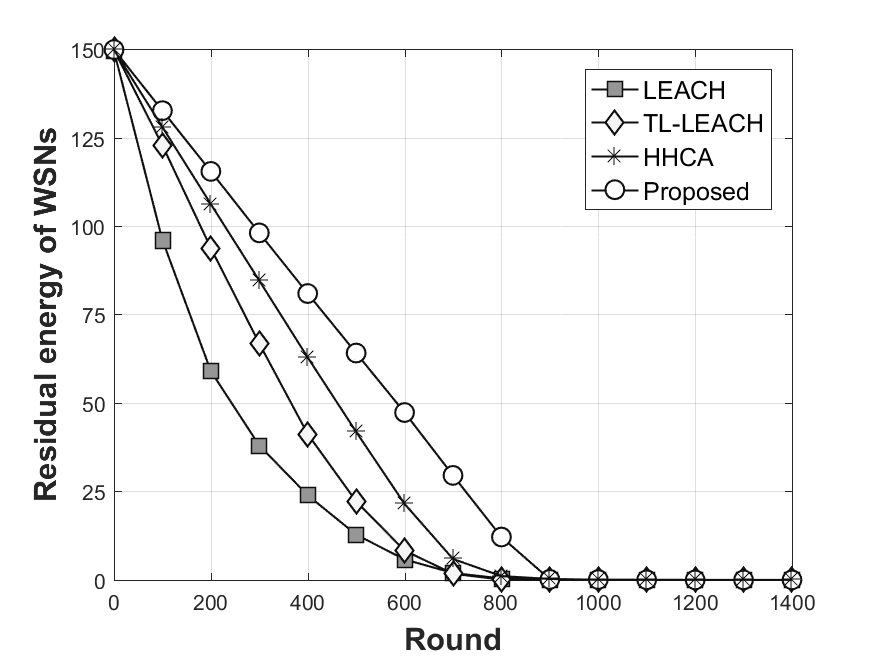 150
125
100
75
50
25
0
Residual energy of WSNs
LEACH
TL-LEACH
HHCA
Proposed
0 200 400 600 800 1000 1200 1400
Round